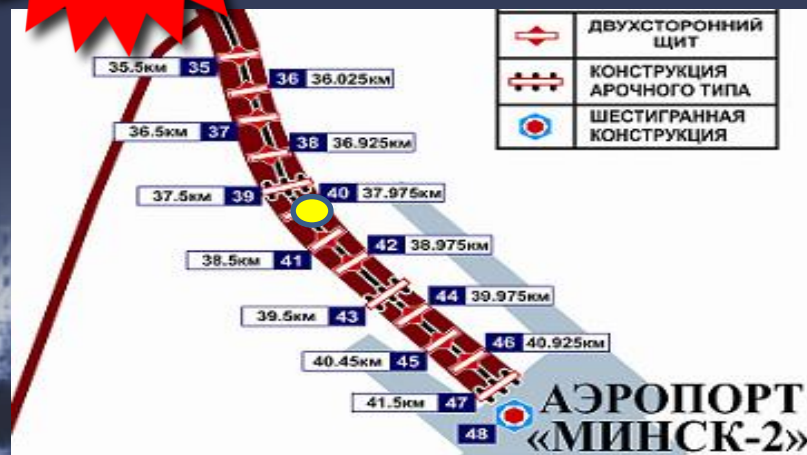 ДВУХСТОРОННИЙ
ЩИТ
КОНСТРУКЦИЯ
АРОЧНОГО ТИПА
ШЕСТИГРАННАЯ
КОНСТРУКЦИЯ
35.5км 35
36 36.025км
36.5км 37
38 36.925км
37.5км 39
40 37.975км
38.5км 41
42 38.975км
39.5км 43
44 39.975км
40.45км 45
46 40.925км
41.5км 47
48
АЭРОПОРТ
«МИНСК-2»